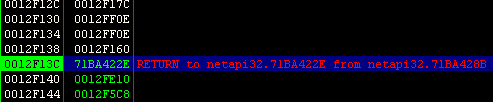 0012F12C 0012F17C
0012F130 0012FF0E
0012F134 0012FF0E
0012F138 0012F160
0012F13C 71BA422E RETURN to netapi32.71BA422E from netapi32.71BA428B
0012F140 0012FE10
0012F144 0012F5C8